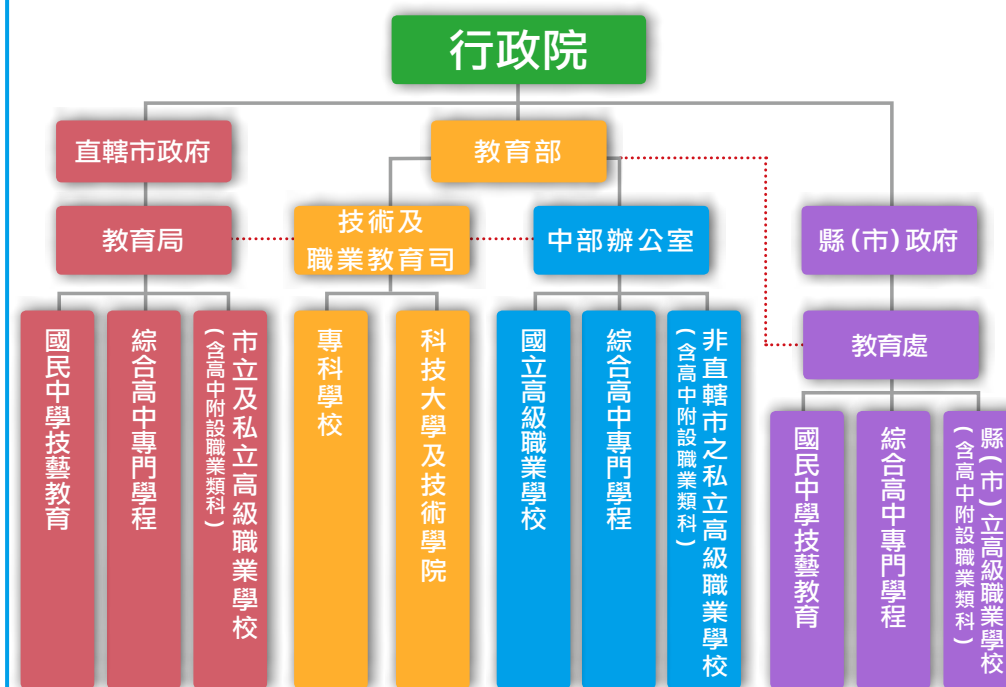 行政院
直轄市政府
教育部
教育局
技術及
職業教育司
中部辦公室
縣(市)政府
教育處
國民中學技藝教育
綜合高中專門學程
市立及私立高級職業學校
(含高中附設職業類科)
專科學校
科技大學及技術學院
國立高級職業學校
綜合高中專門學程
非直轄市之私立高級職業學校
(含高中附設職業類科)
國民中學技藝教育
綜合高中專門學程
縣(市)立高級職業學校
(含高中附設職業類科)